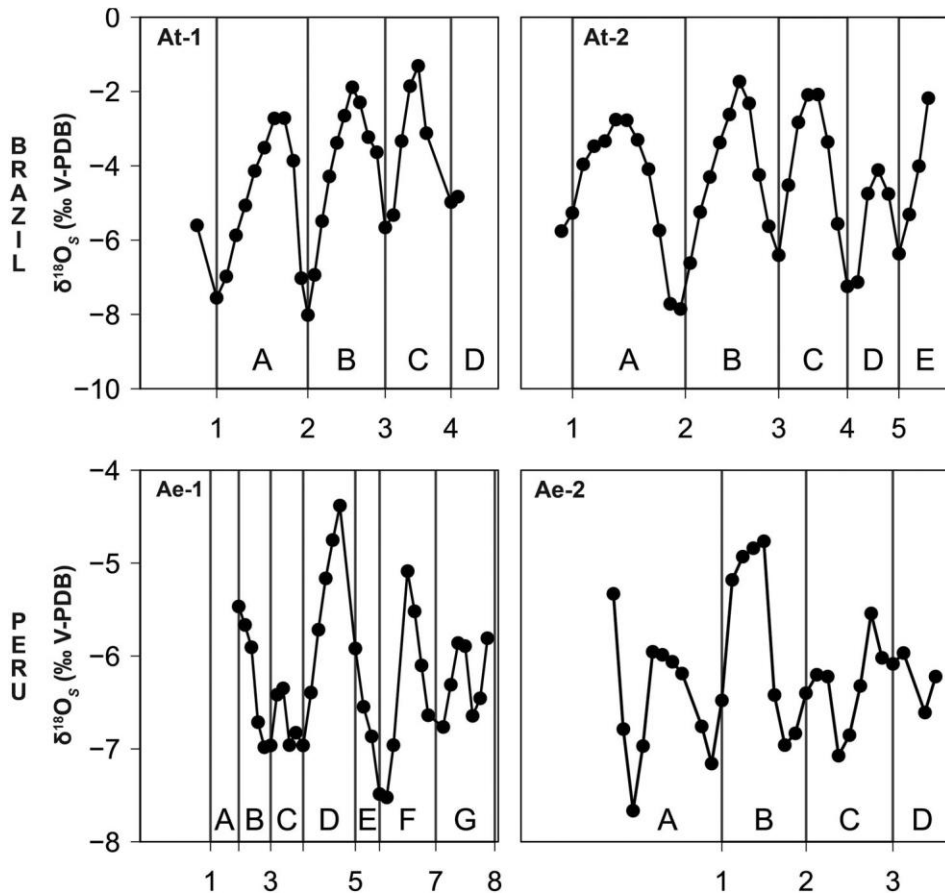 BRAZIL
δ¹⁸Oₛ (‰ V-PDB)
0
−2
−4
−6
−8
−10
At-1
A B C D
1 2 3 4
At-2
A B C D E
1 2 3 4 5
PERU
δ¹⁸Oₛ (‰ V-PDB)
−4
−5
−6
−7
−8
Ae-1
A B C D E F G
1 3 5 7 8
Ae-2
A B C D
1 2 3